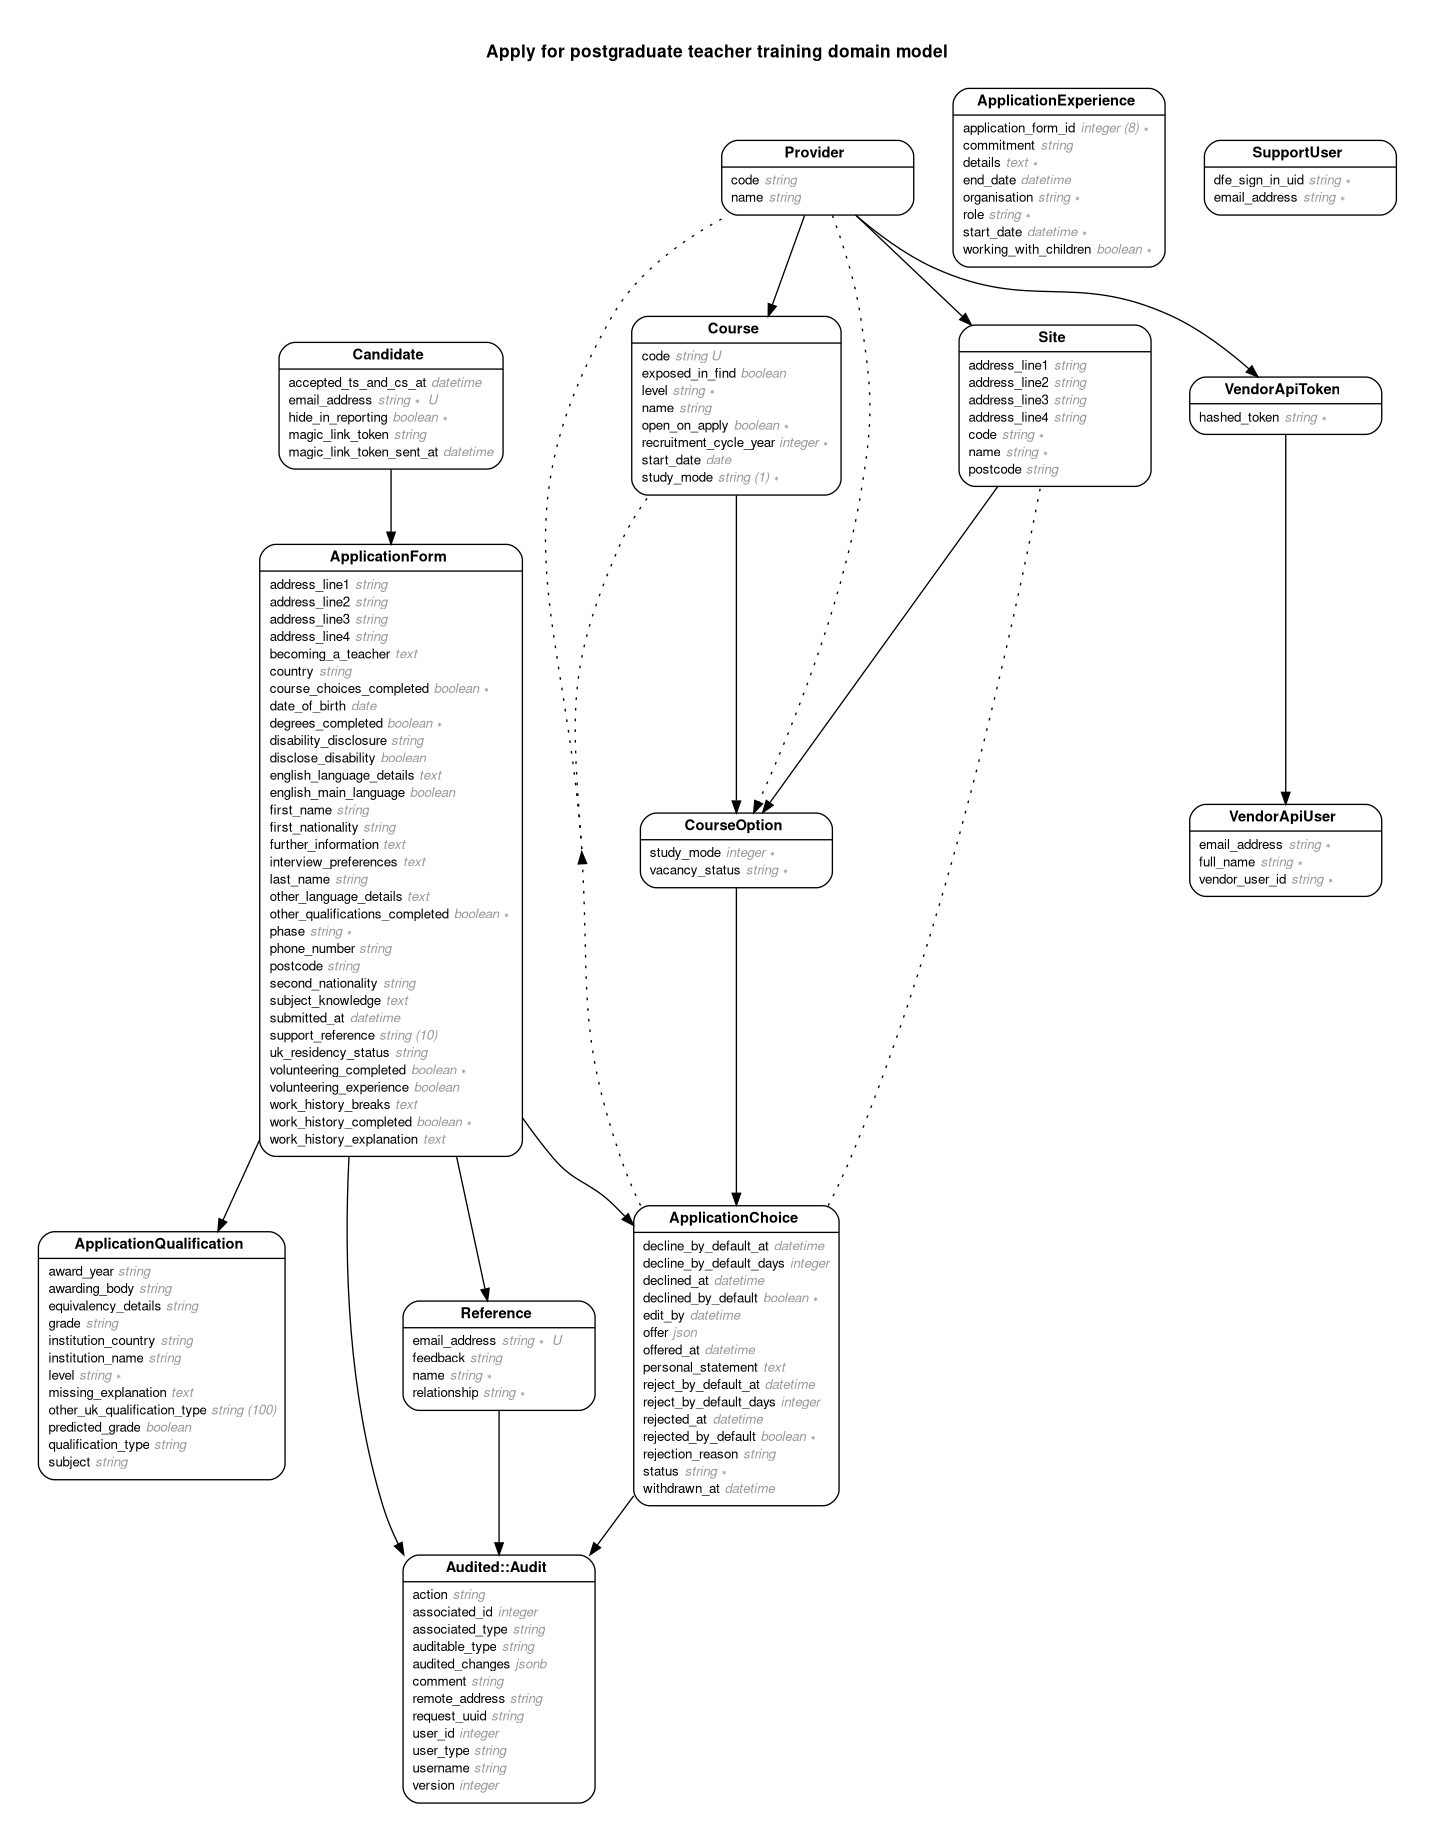 Apply for postgraduate teacher training domain model
ApplicationExperience
application_form_id integer (8) ∗
commitment string
details text ∗
end_date datetime
organisation string ∗
role string ∗
start_date datetime ∗
working_with_children boolean ∗
Provider
code string
name string
SupportUser
dfe_sign_in_uid string ∗
email_address string ∗
Course
code string U
exposed_in_find boolean
level string ∗
name string
open_on_apply boolean ∗
recruitment_cycle_year integer ∗
start_date date
study_mode string (1) ∗
Site
address_line1 string
address_line2 string
address_line3 string
address_line4 string
code string ∗
name string ∗
postcode string
Candidate
accepted_ts_and_cs_at datetime
email_address string ∗ U
hide_in_reporting boolean ∗
magic_link_token string
magic_link_token_sent_at datetime
VendorApiToken
hashed_token string ∗
ApplicationForm
address_line1 string
address_line2 string
address_line3 string
address_line4 string
becoming_a_teacher text
country string
course_choices_completed boolean ∗
date_of_birth date
degrees_completed boolean ∗
disability_disclosure string
disclose_disability boolean
english_language_details text
english_main_language boolean
first_name string
first_nationality string
further_information text
interview_preferences text
last_name string
other_language_details text
other_qualifications_completed boolean ∗
phase string ∗
phone_number string
postcode string
second_nationality string
subject_knowledge text
submitted_at datetime
support_reference string (10)
uk_residency_status string
volunteering_completed boolean ∗
volunteering_experience boolean
work_history_breaks text
work_history_completed boolean ∗
work_history_explanation text
CourseOption
study_mode integer ∗
vacancy_status string ∗
VendorApiUser
email_address string ∗
full_name string ∗
vendor_user_id string ∗
ApplicationChoice
decline_by_default_at datetime
decline_by_default_days integer
declined_at datetime
declined_by_default boolean ∗
edit_by datetime
offer json
offered_at datetime
personal_statement text
reject_by_default_at datetime
reject_by_default_days integer
rejected_at datetime
rejected_by_default boolean ∗
rejection_reason string
status string ∗
withdrawn_at datetime
ApplicationQualification
award_year string
awarding_body string
equivalency_details string
grade string
institution_country string
institution_name string
level string ∗
missing_explanation text
other_uk_qualification_type string (100)
predicted_grade boolean
qualification_type string
subject string
Reference
email_address string ∗ U
feedback string
name string ∗
relationship string ∗
Audited::Audit
action string
associated_id integer
associated_type string
auditable_type string
audited_changes jsonb
comment string
remote_address string
request_uuid string
user_id integer
user_type string
username string
version integer